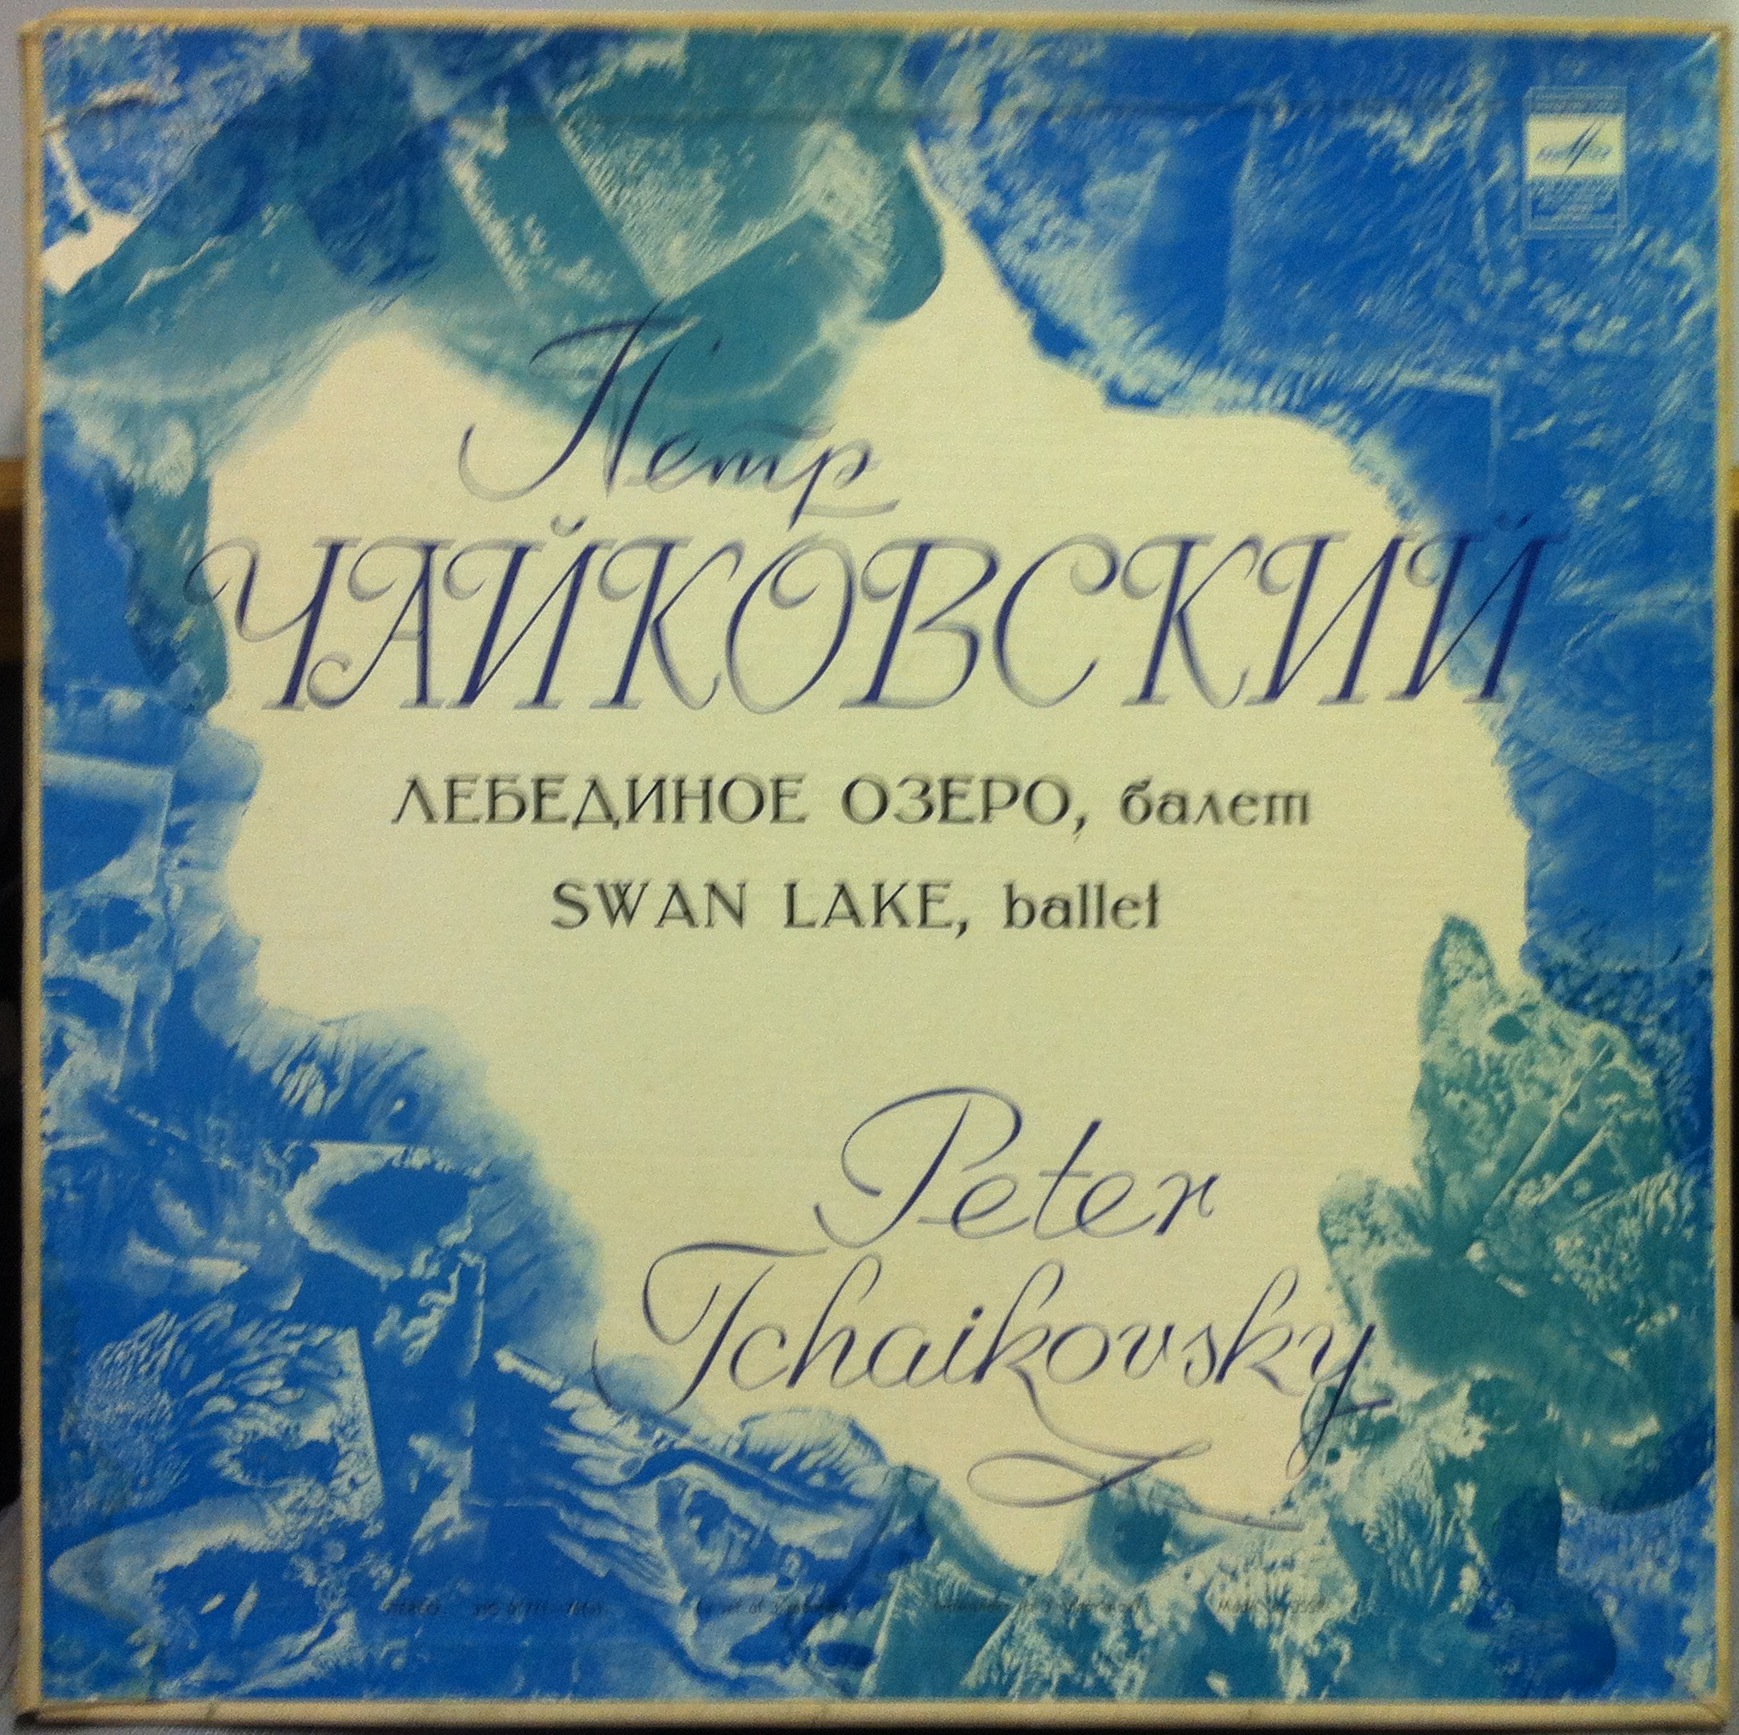 Петр
ЧАЙКОВСКИЙ
ЛЕБЕДИНОЕ ОЗЕРО, балет
SWAN LAKE, ballet
Peter
Tchaikovsky